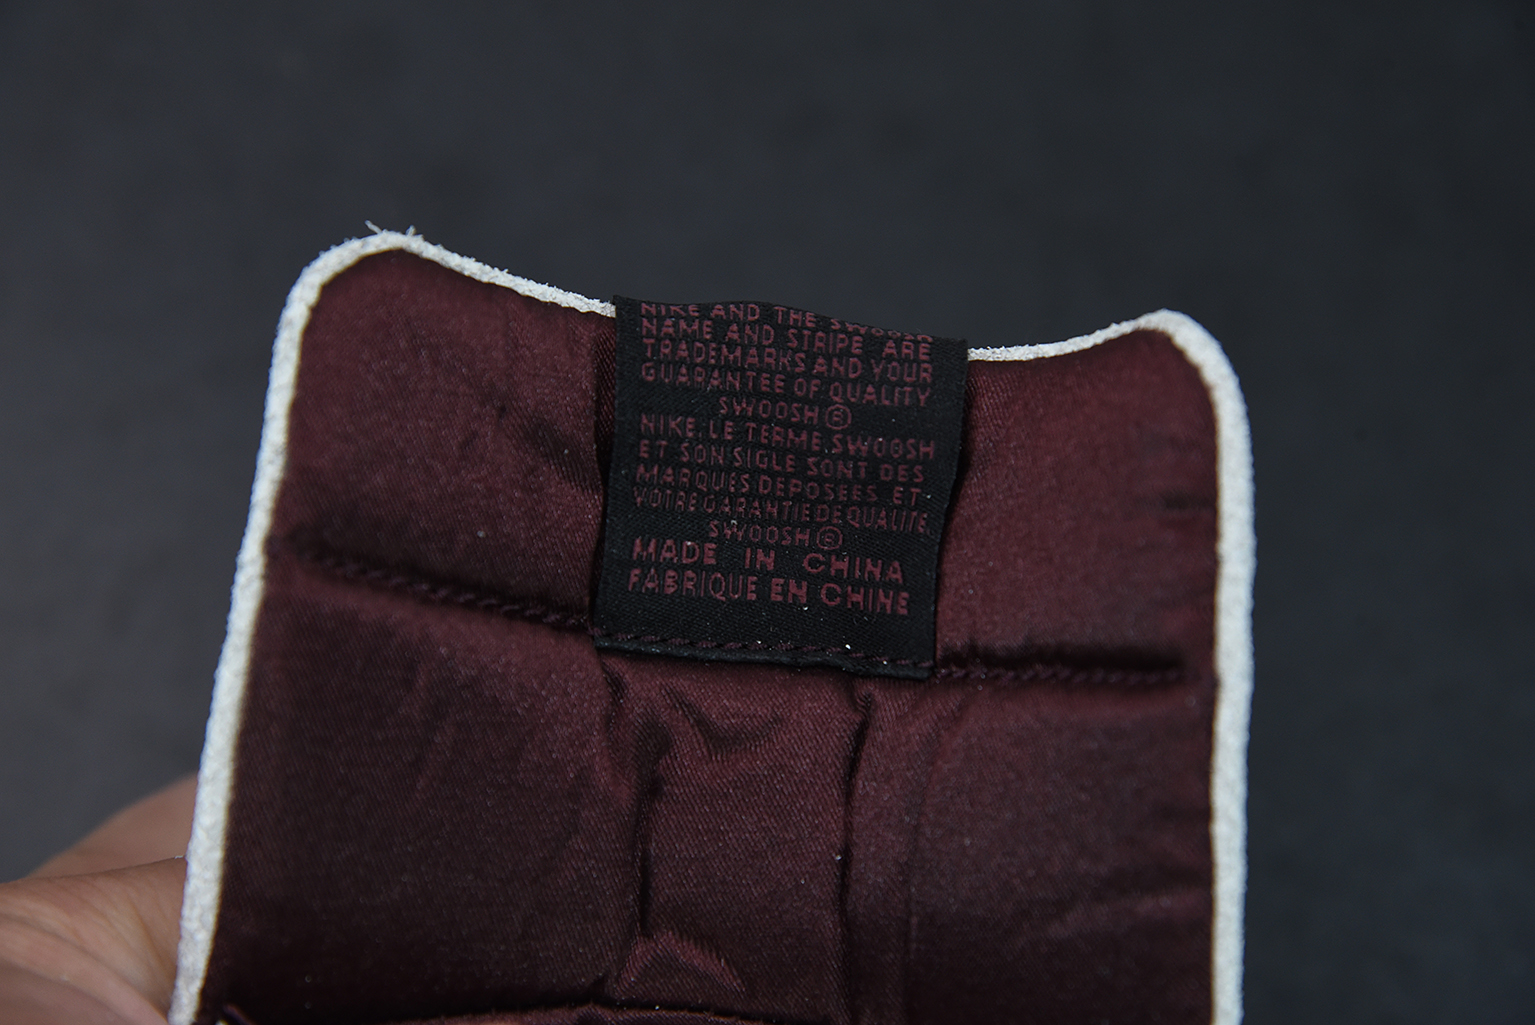 NIKE AND THE SWOOSH
NAME AND STRIPE ARE
TRADEMARKS AND YOUR
GUARANTEE OF QUALITY
SWOOSH ®
NIKE, LE TERME, SWOOSH
ET SON SIGLE SONT DES
MARQUES DEPOSEES ET
VOTRE GARANTIE DE QUALITE
SWOOSH ®
MADE IN CHINA
FABRIQUE EN CHINE